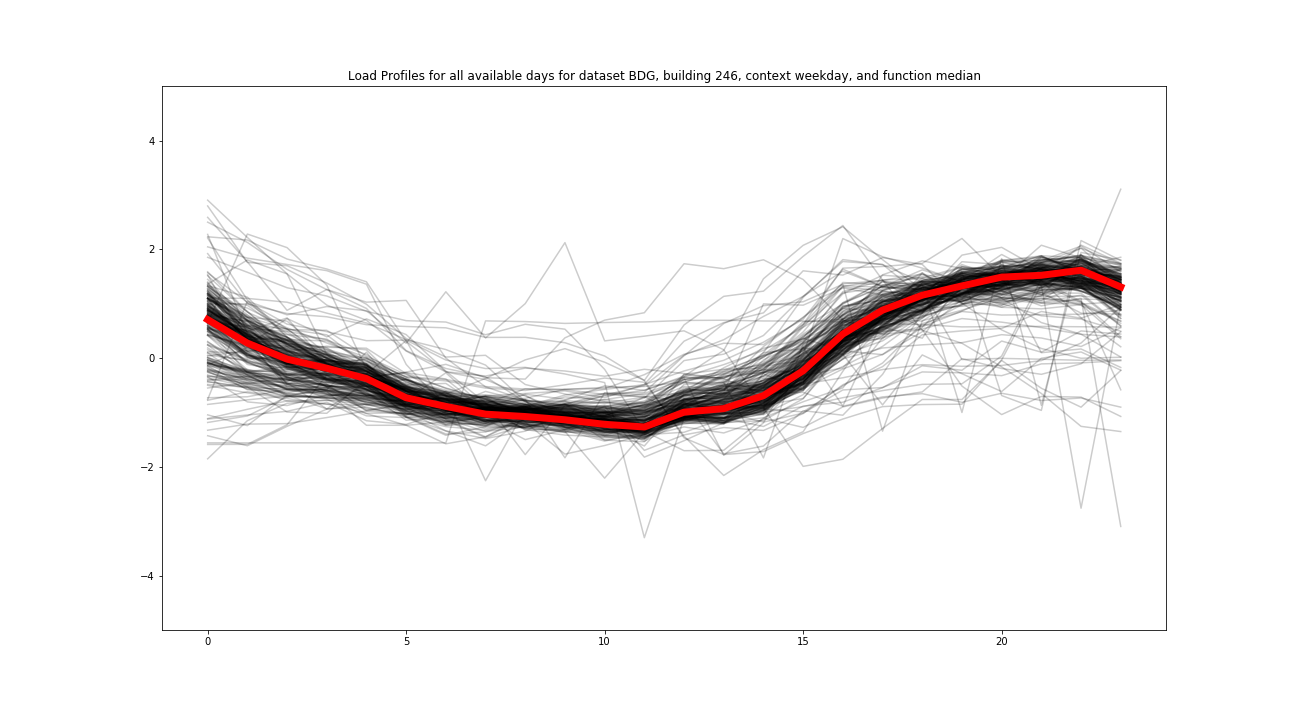 Load Profiles for all available days for dataset BDG, building 246, context weekday, and function median
4
2
0
−2
−4
0 5 10 15 20